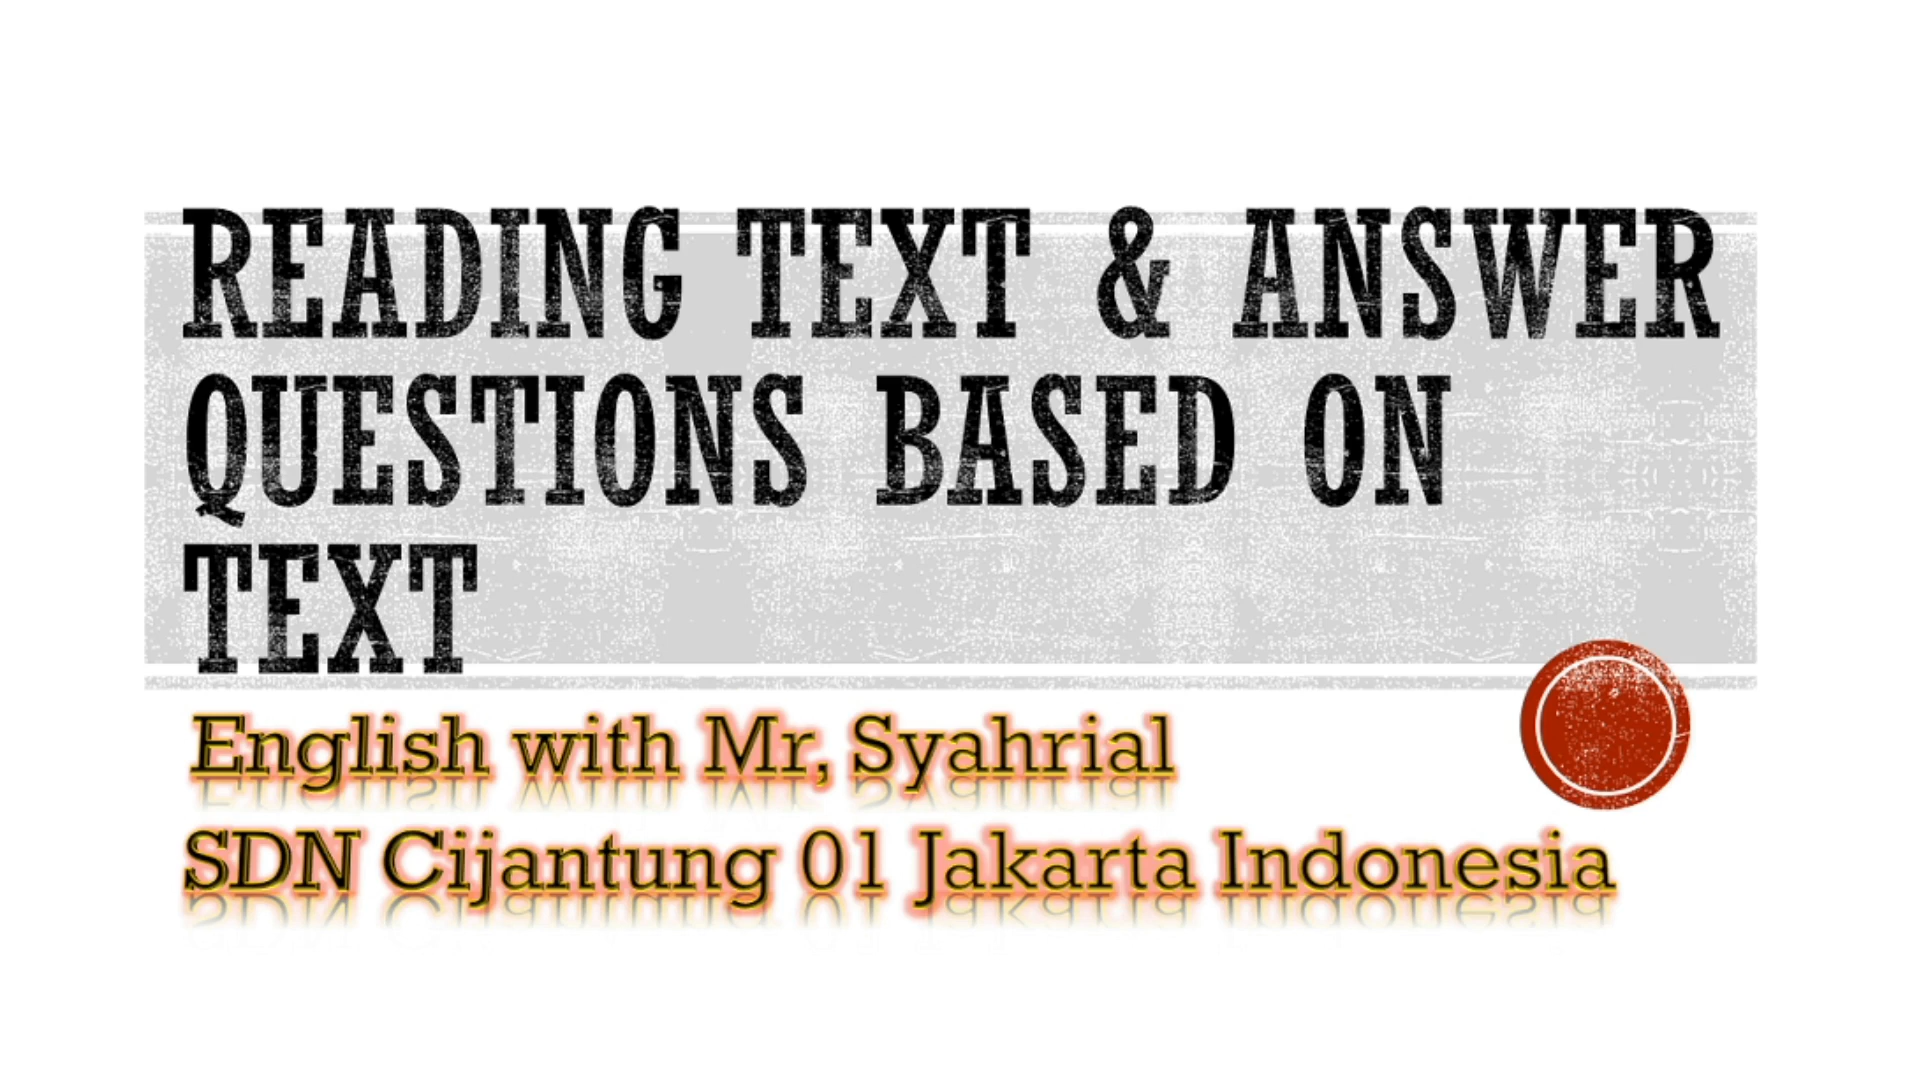 READING TEXT & ANSWER
QUESTIONS BASED ON
TEXT
English with Mr, Syahrial
SDN Cijantung 01 Jakarta Indonesia